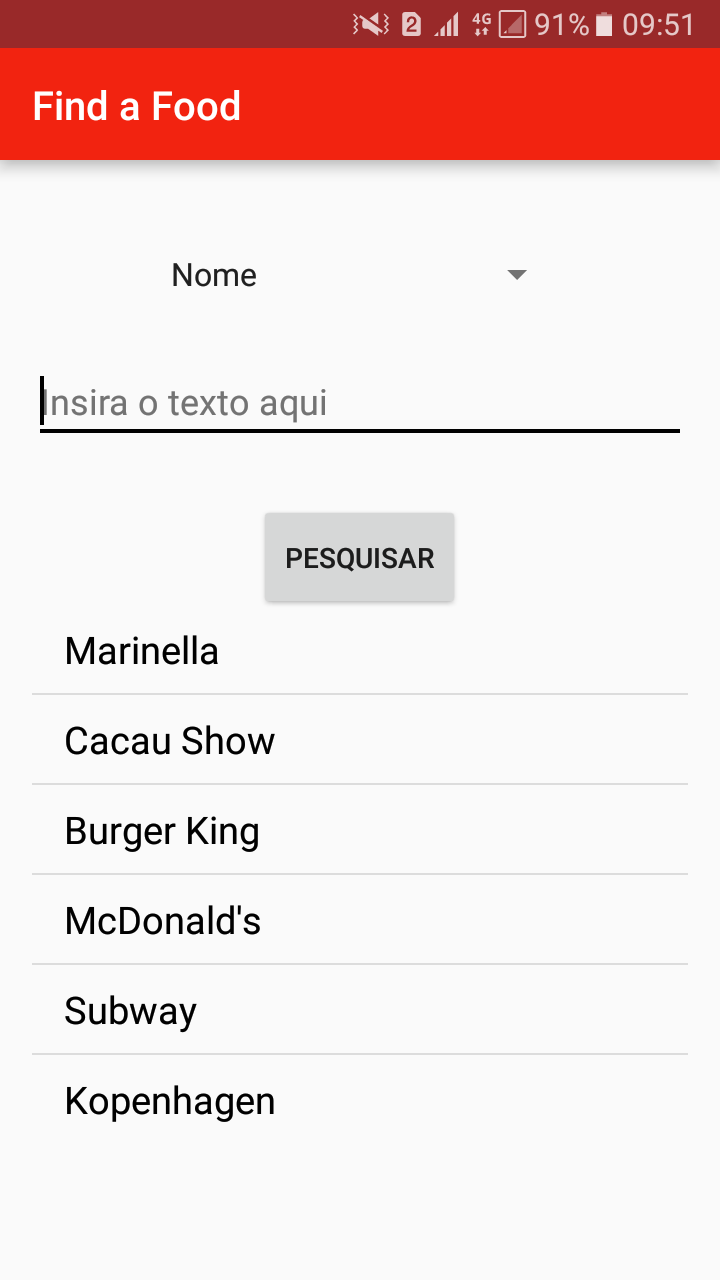 2 4G 91% 09:51
Find a Food
Nome
Insira o texto aqui
PESQUISAR
Marinella
Cacau Show
Burger King
McDonald's
Subway
Kopenhagen